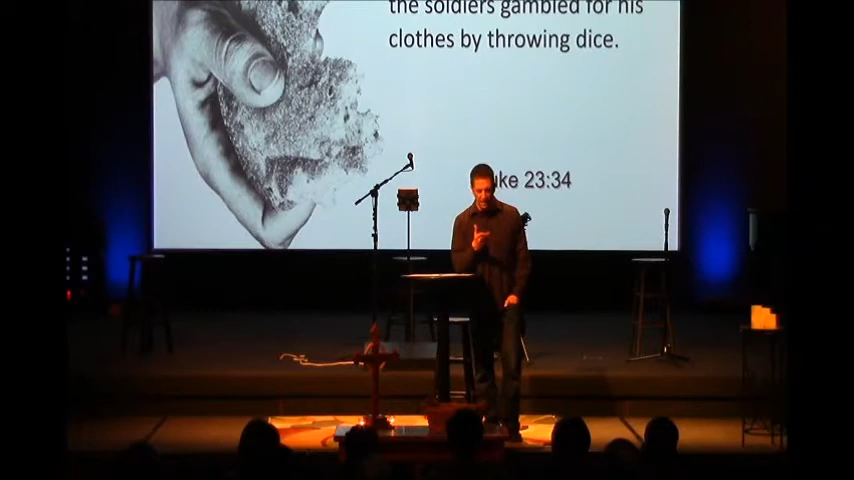 the soldiers gambled for his
clothes by throwing dice.
uke 23:34